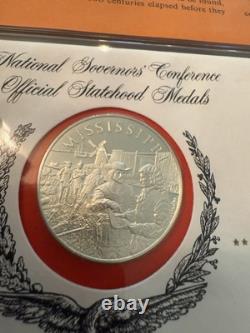 centuries elapsed before they
National Governors' Conference
Official Statehood Medals
MISSISSIPPI
**